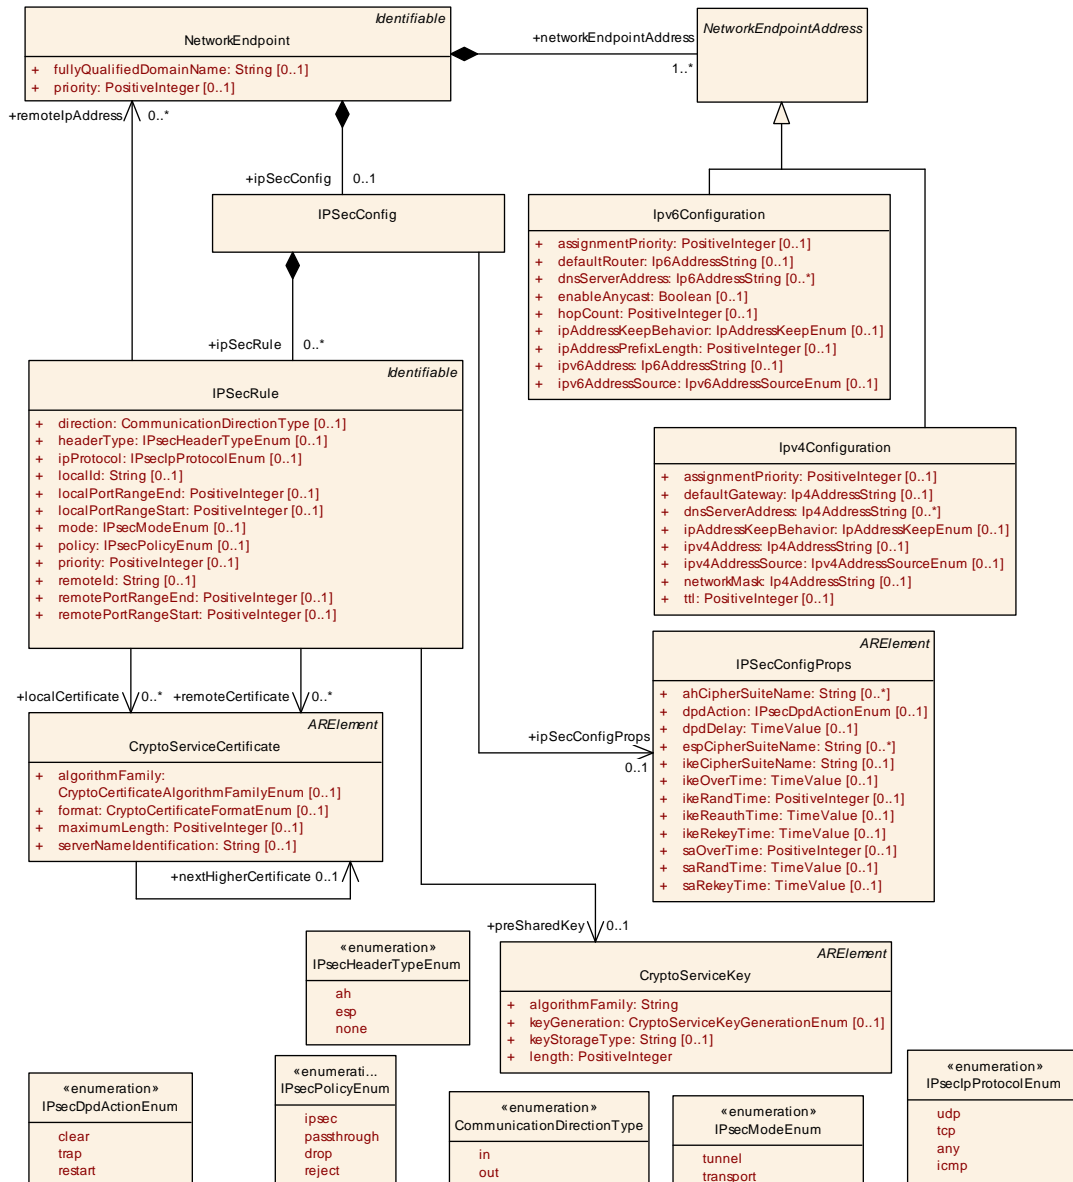 Identifiable
NetworkEndpoint
+ fullyQualifiedDomainName: String [0..1]
+ priority: PositiveInteger [0..1]
+networkEndpointAddress
1..*
NetworkEndpointAddress
+remoteIpAddress
0..*
+ipSecConfig
0..1
IPSecConfig
Ipv6Configuration
+ assignmentPriority: PositiveInteger [0..1]
+ defaultRouter: Ip6AddressString [0..1]
+ dnsServerAddress: Ip6AddressString [0..*]
+ enableAnycast: Boolean [0..1]
+ hopCount: PositiveInteger [0..1]
+ ipAddressKeepBehavior: IpAddressKeepEnum [0..1]
+ ipAddressPrefixLength: PositiveInteger [0..1]
+ ipv6Address: Ip6AddressString [0..1]
+ ipv6AddressSource: Ipv6AddressSourceEnum [0..1]
+ipSecRule
0..*
Identifiable
IPSecRule
+ direction: CommunicationDirectionType [0..1]
+ headerType: IPsecHeaderTypeEnum [0..1]
+ ipProtocol: IPsecIpProtocolEnum [0..1]
+ localId: String [0..1]
+ localPortRangeEnd: PositiveInteger [0..1]
+ localPortRangeStart: PositiveInteger [0..1]
+ mode: IPsecModeEnum [0..1]
+ policy: IPsecPolicyEnum [0..1]
+ priority: PositiveInteger [0..1]
+ remoteId: String [0..1]
+ remotePortRangeEnd: PositiveInteger [0..1]
+ remotePortRangeStart: PositiveInteger [0..1]
Ipv4Configuration
+ assignmentPriority: PositiveInteger [0..1]
+ defaultGateway: Ip4AddressString [0..1]
+ dnsServerAddress: Ip4AddressString [0..*]
+ ipAddressKeepBehavior: IpAddressKeepEnum [0..1]
+ ipv4Address: Ip4AddressString [0..1]
+ ipv4AddressSource: Ipv4AddressSourceEnum [0..1]
+ networkMask: Ip4AddressString [0..1]
+ ttl: PositiveInteger [0..1]
+localCertificate
0..*
+remoteCertificate
0..*
ARElement
IPSecConfigProps
+ ahCipherSuiteName: String [0..*]
+ dpdAction: IPsecDpdActionEnum [0..1]
+ dpdDelay: TimeValue [0..1]
+ espCipherSuiteName: String [0..*]
+ ikeCipherSuiteName: String [0..1]
+ ikeOverTime: TimeValue [0..1]
+ ikeRandTime: PositiveInteger [0..1]
+ ikeReauthTime: TimeValue [0..1]
+ ikeRekeyTime: TimeValue [0..1]
+ saOverTime: PositiveInteger [0..1]
+ saRandTime: TimeValue [0..1]
+ saRekeyTime: TimeValue [0..1]
+ipSecConfigProps
0..1
ARElement
CryptoServiceCertificate
+ algorithmFamily:
CryptoCertificateAlgorithmFamilyEnum [0..1]
+ format: CryptoCertificateFormatEnum [0..1]
+ maximumLength: PositiveInteger [0..1]
+ serverNameIdentification: String [0..1]
+nextHigherCertificate 0..1
+preSharedKey
0..1
«enumeration»
IPsecHeaderTypeEnum
ah
esp
none
ARElement
CryptoServiceKey
+ algorithmFamily: String
+ keyGeneration: CryptoServiceKeyGenerationEnum [0..1]
+ keyStorageType: String [0..1]
+ length: PositiveInteger
«enumeration»
IPsecDpdActionEnum
clear
trap
restart
«enumerati...
IPsecPolicyEnum
ipsec
passthrough
drop
reject
«enumeration»
CommunicationDirectionType
in
out
«enumeration»
IPsecModeEnum
tunnel
transport
«enumeration»
IPsecIpProtocolEnum
udp
tcp
any
icmp